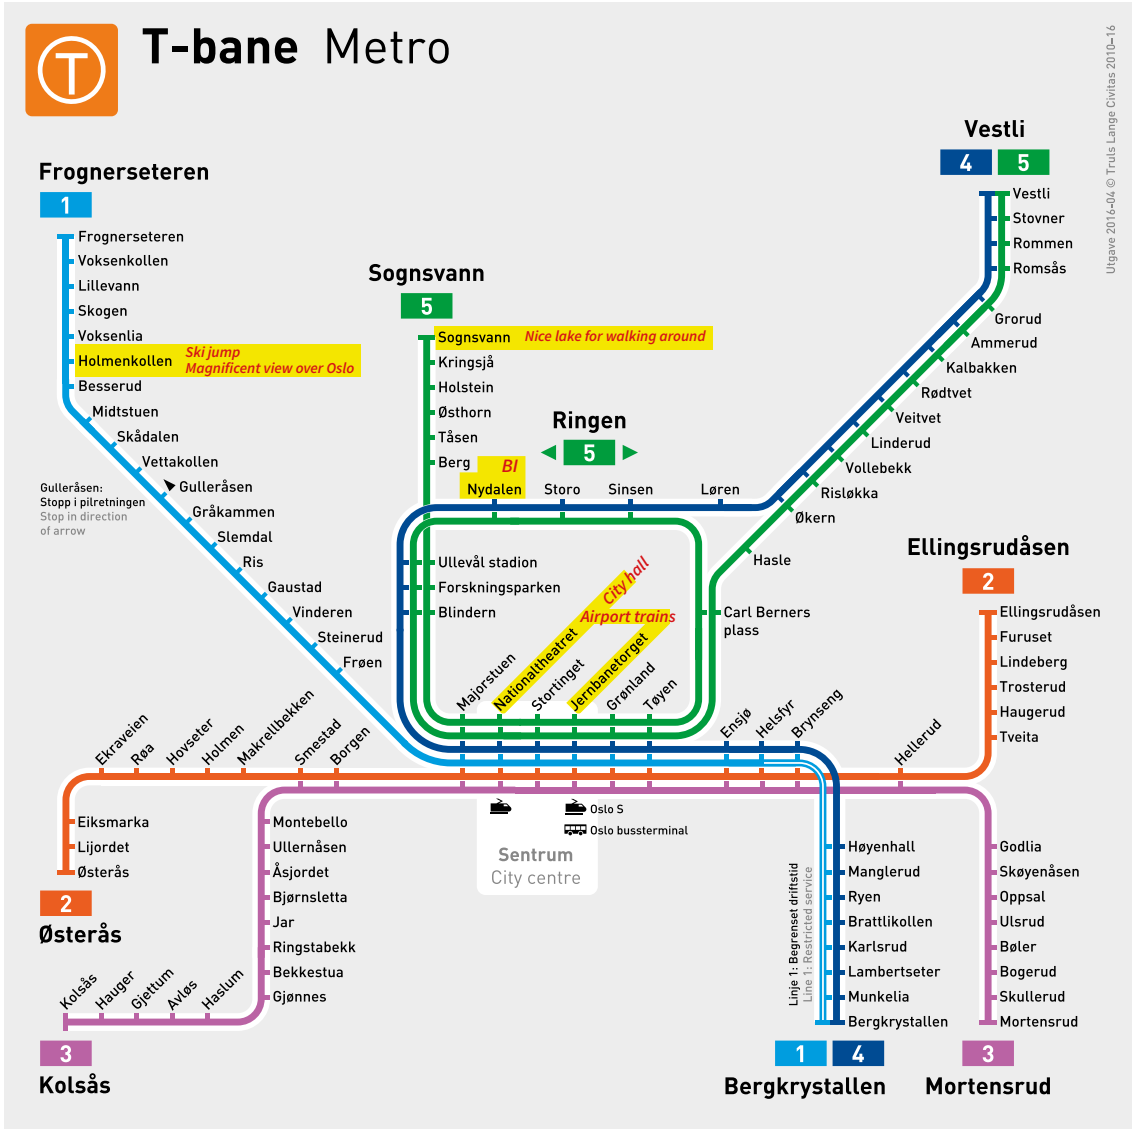 T
T-bane Metro
Utgave 2016-04 © Truls Lange Civitas 2010-16
Frognerseteren
1
Frognerseteren
Voksenkollen
Lillevann
Skogen
Voksenlia
Holmenkollen
Ski jump
Magnificent view over Oslo
Besserud
Midtstuen
Skådalen
Vettakollen
Gulleråsen
Gulleråsen:
Stopp i pilretningen
Stop in direction
of arrow
Gråkammen
Slemdal
Ris
Gaustad
Vinderen
Steinerud
Frøen
Sognsvann
5
Sognsvann Nice lake for walking around
Kringsjå
Holstein
Østhorn
Tåsen
Berg
BI
Nydalen
Storo
Sinsen
Løren
Ringen
5
Ullevål stadion
Forskningsparken
Blindern
Vestli
4 5
Vestli
Stovner
Rommen
Romsås
Grorud
Ammerud
Kalbakken
Rødtvet
Veitvet
Linderud
Vollebekk
Risløkka
Økern
Hasle
Carl Berners
plass
Ellingsrudåsen
2
Ellingsrudåsen
Furuset
Lindeberg
Trosterud
Haugerud
Tveita
City hall
Airport trains
Majorstuen
Nationaltheatret
Stortinget
Jernbanetorget
Grønland
Tøyen
Ensjø
Helsfyr
Brynseng
Hellerud
Ekraveien
Røa
Hovseter
Holmen
Makrellbekken
Smestad
Borgen
Eiksmarka
Lijordet
Østerås
2
Østerås
Oslo S
Oslo bussterminal
Sentrum
City centre
Montebello
Ullernåsen
Åsjordet
Bjørnsletta
Jar
Ringstabekk
Bekkestua
Gjønnes
Kolsås
Hauger
Gjettum
Avløs
Haslum
3
Kolsås
Linje 1: Begrenset driftstid
Line 1: Restricted service
Høyenhall
Manglerud
Ryen
Brattlikollen
Karlsrud
Lambertseter
Munkelia
Bergkrystallen
1 4
Bergkrystallen
Godlia
Skøyenåsen
Oppsal
Ulsrud
Bøler
Bogerud
Skullerud
Mortensrud
3
Mortensrud